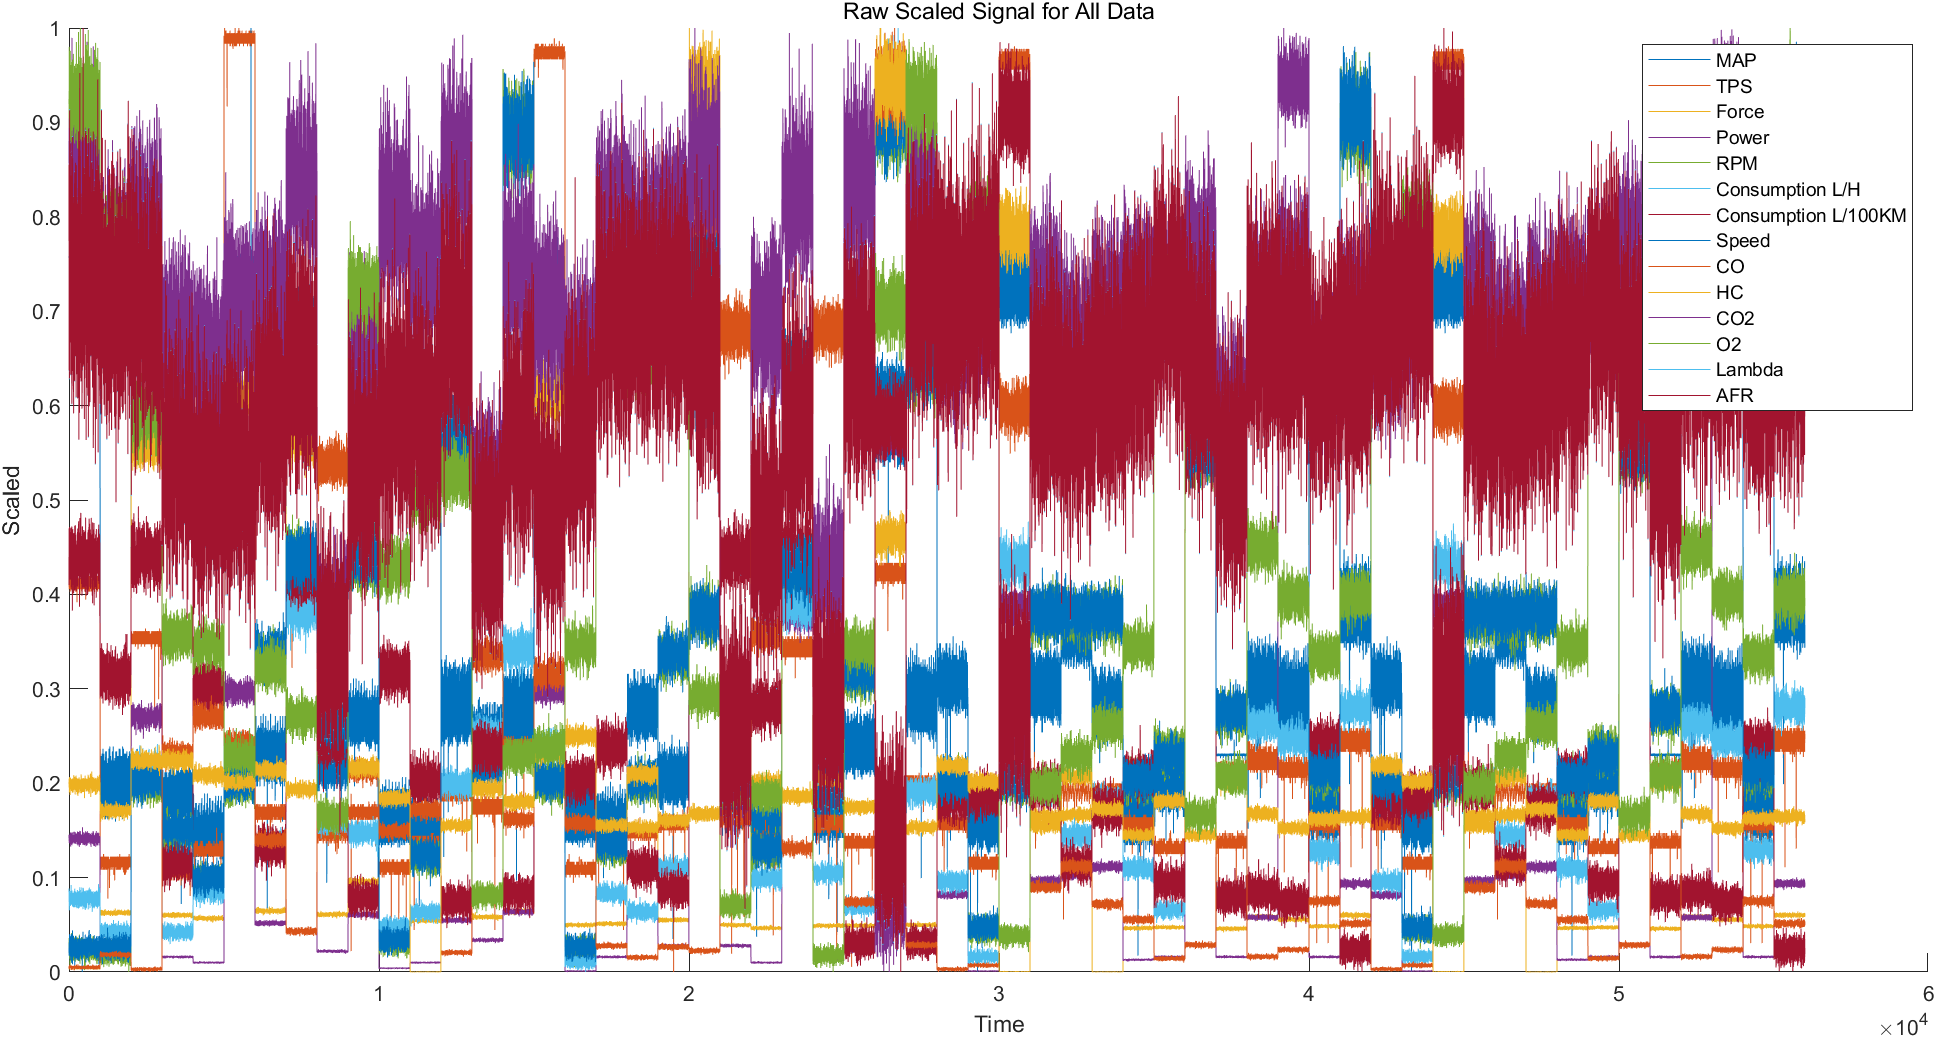 Raw Scaled Signal for All Data
1
0.9
0.8
0.7
0.6
0.5
0.4
0.3
0.2
0.1
0
Scaled
MAP
TPS
Force
Power
RPM
Consumption L/H
Consumption L/100KM
Speed
CO
HC
CO2
O2
Lambda
AFR
0 1 2 3 4 5 6
Time
×10^4